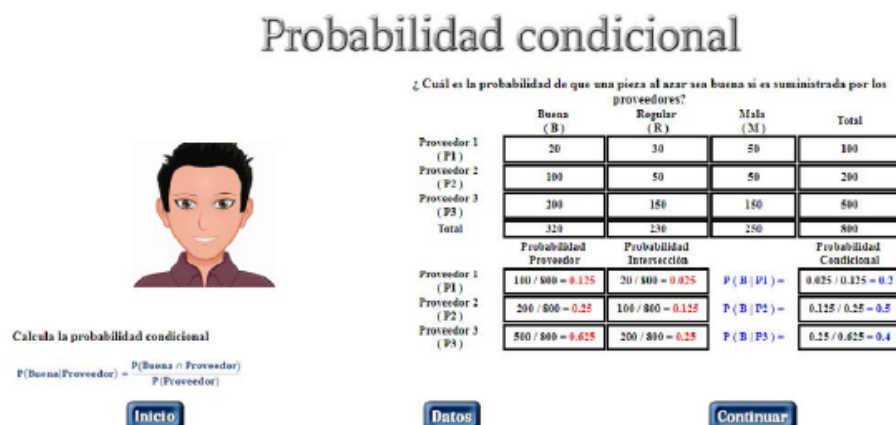 Probabilidad condicional
¿ Cuál es la probabilidad de que una pieza al azar sea buena si es suministrada por los
proveedores?
Buena Regular Mala Total
( B ) ( R ) ( M )
Proveedor 1 ( P1 ) 20 30 50 100
Proveedor 2 ( P2 ) 100 50 50 200
Proveedor 3 ( P3 ) 200 150 150 500
Total 320 230 250 800
Probabilidad Probabilidad Probabilidad
Proveedor Intersección Condicional
Proveedor 1 ( P1 ) 100 / 800 = 0.125 20 / 800 = 0.025 P ( B | P1 ) = 0.025 / 0.125 = 0.2
Proveedor 2 ( P2 ) 200 / 800 = 0.25 100 / 800 = 0.125 P ( B | P2 ) = 0.125 / 0.25 = 0.5
Proveedor 3 ( P3 ) 500 / 800 = 0.625 200 / 800 = 0.25 P ( B | P3 ) = 0.25 / 0.625 = 0.4
Calcula la probabilidad condicional
P(Buena|Proveedor) = P(Buena ∩ Proveedor)
P(Proveedor)
Inicio Datos Continuar